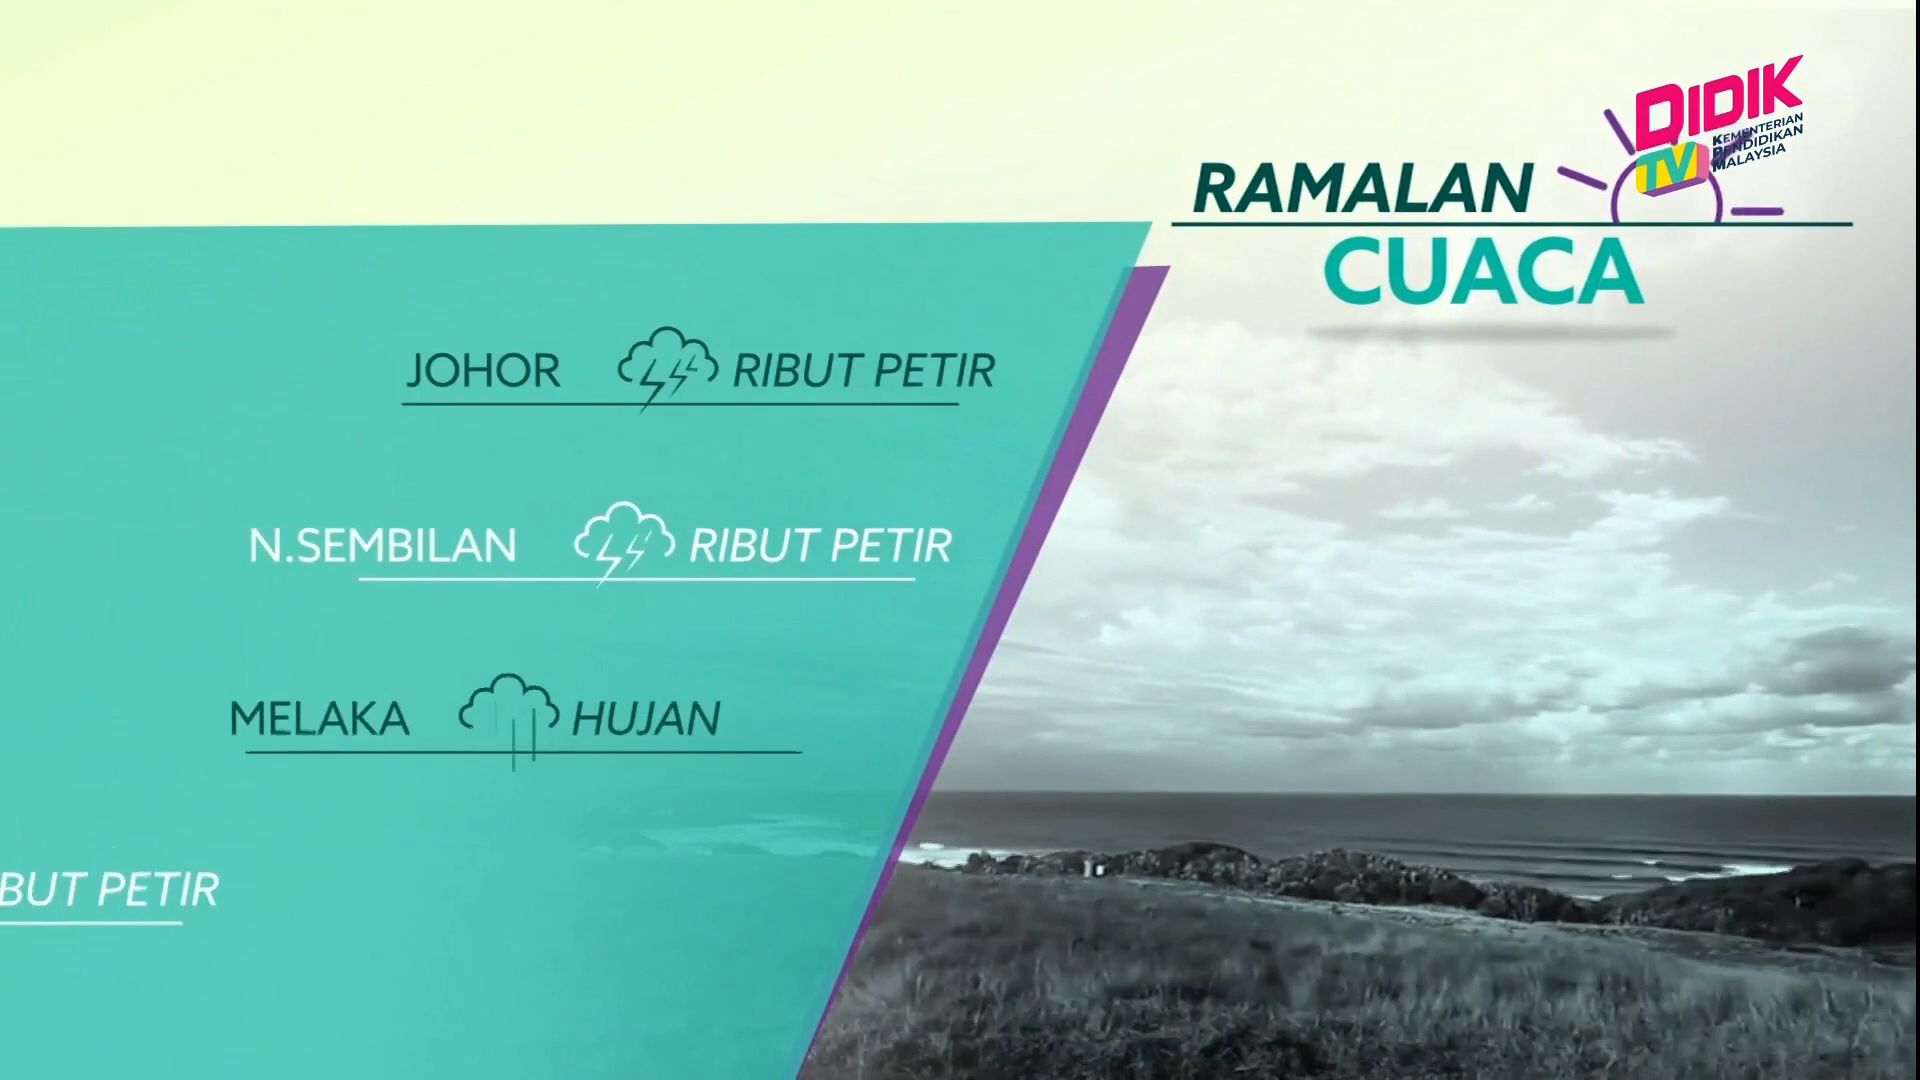 DIDIK
TV
KEMENTERIAN
PENDIDIKAN
MALAYSIA
RAMALAN
CUACA
JOHOR RIBUT PETIR
N.SEMBILAN RIBUT PETIR
MELAKA HUJAN
BUT PETIR